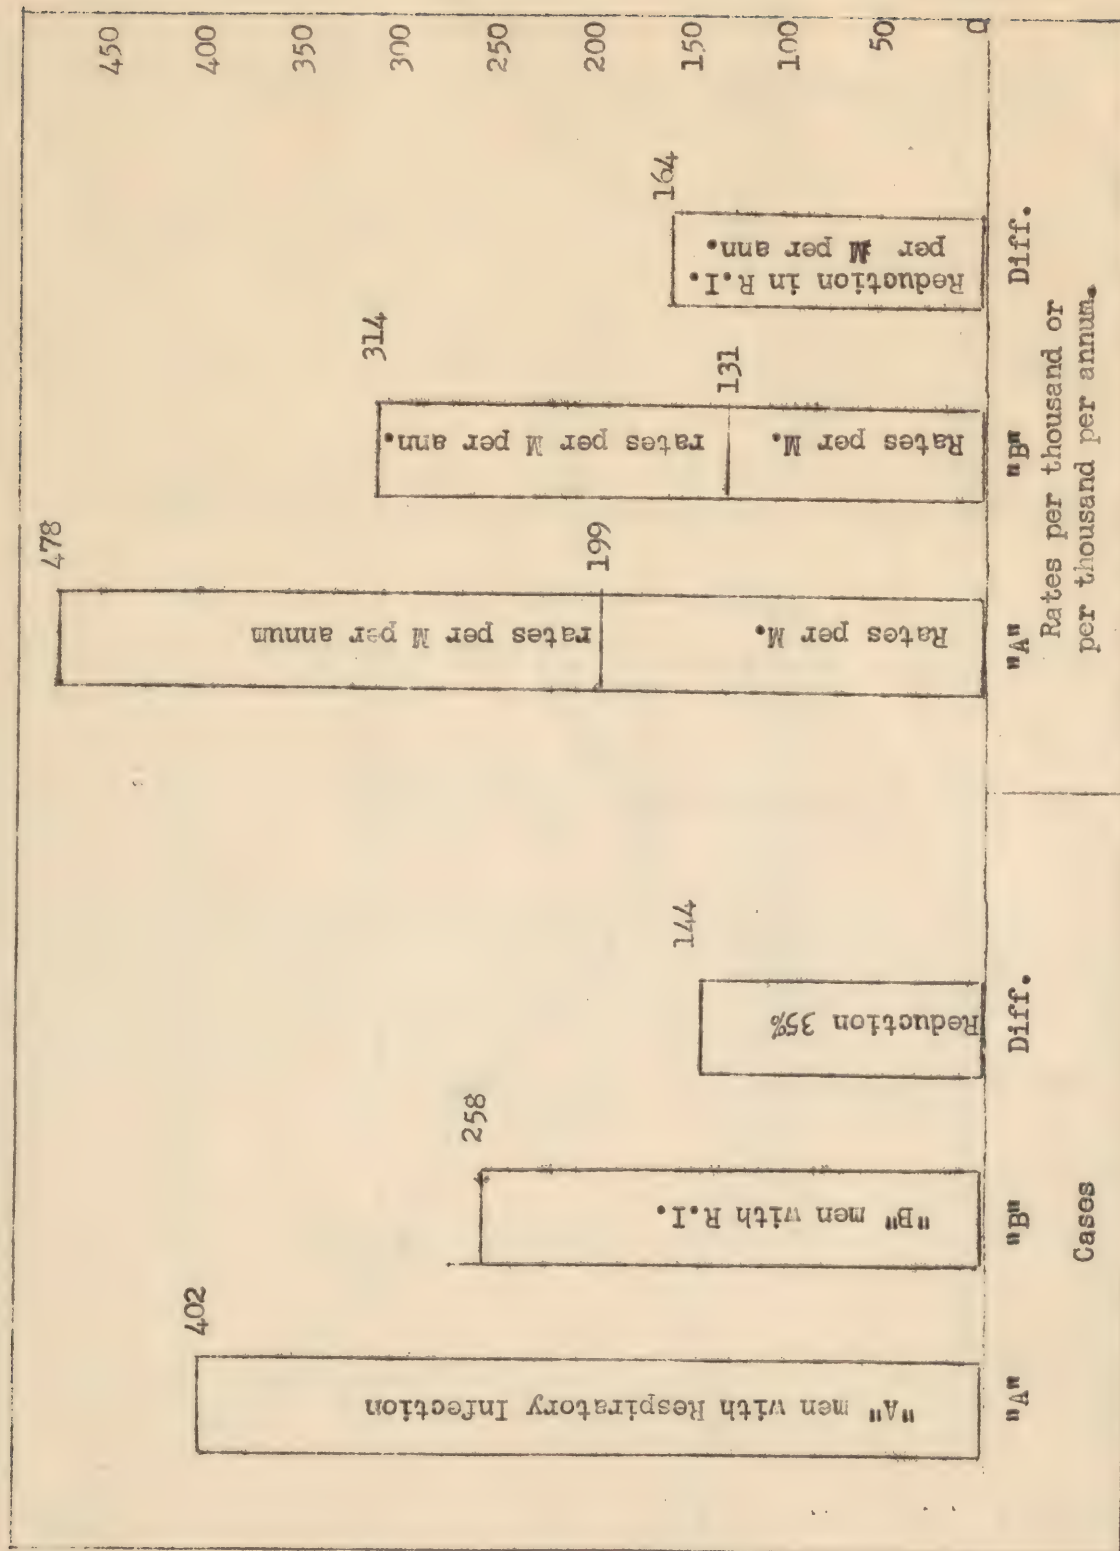 450
400
350
300
250
200
150
100
50
0
402
"A" men with Respiratory Infection
258
"B" men with R.I.
144
Reduction 35%
478
rates per M per annum
199
Rates per M.
314
rates per M per ann.
131
Rates per M.
164
Reduction in R.I.
per M per ann.
"A"
"B"
Diff.
"A"
"B"
Diff.
Cases
Rates per thousand or
per thousand per annum.